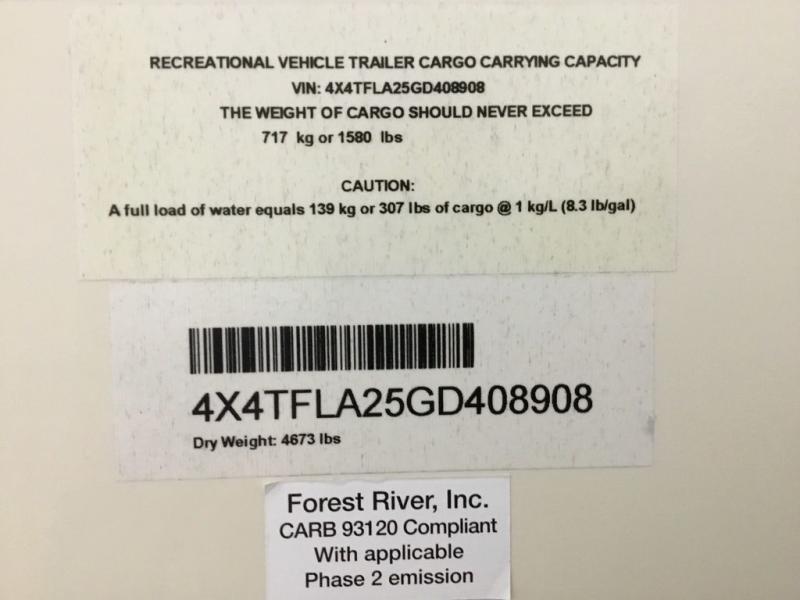 RECREATIONAL VEHICLE TRAILER CARGO CARRYING CAPACITY
VIN: 4X4TFLA25GD408908
THE WEIGHT OF CARGO SHOULD NEVER EXCEED
717 kg or 1580 lbs
CAUTION:
A full load of water equals 139 kg or 307 lbs of cargo @ 1 kg/L (8.3 lb/gal)
4X4TFLA25GD408908
Dry Weight: 4673 lbs
Forest River, Inc.
CARB 93120 Compliant
With applicable
Phase 2 emission